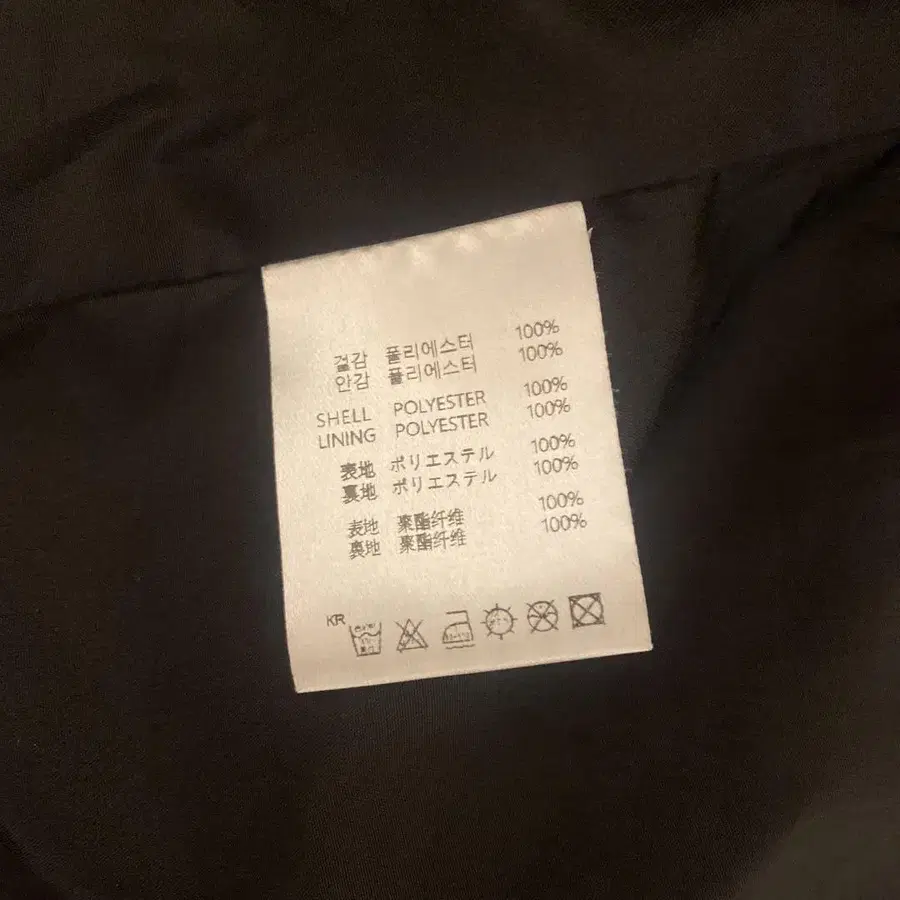 겉감 폴리에스터 100%
안감 폴리에스터 100%
SHELL POLYESTER 100%
LINING POLYESTER 100%
表地 ポリエステル 100%
裏地 ポリエステル 100%
表地 聚酯纤维 100%
裏地 聚酯纤维 100%
KR